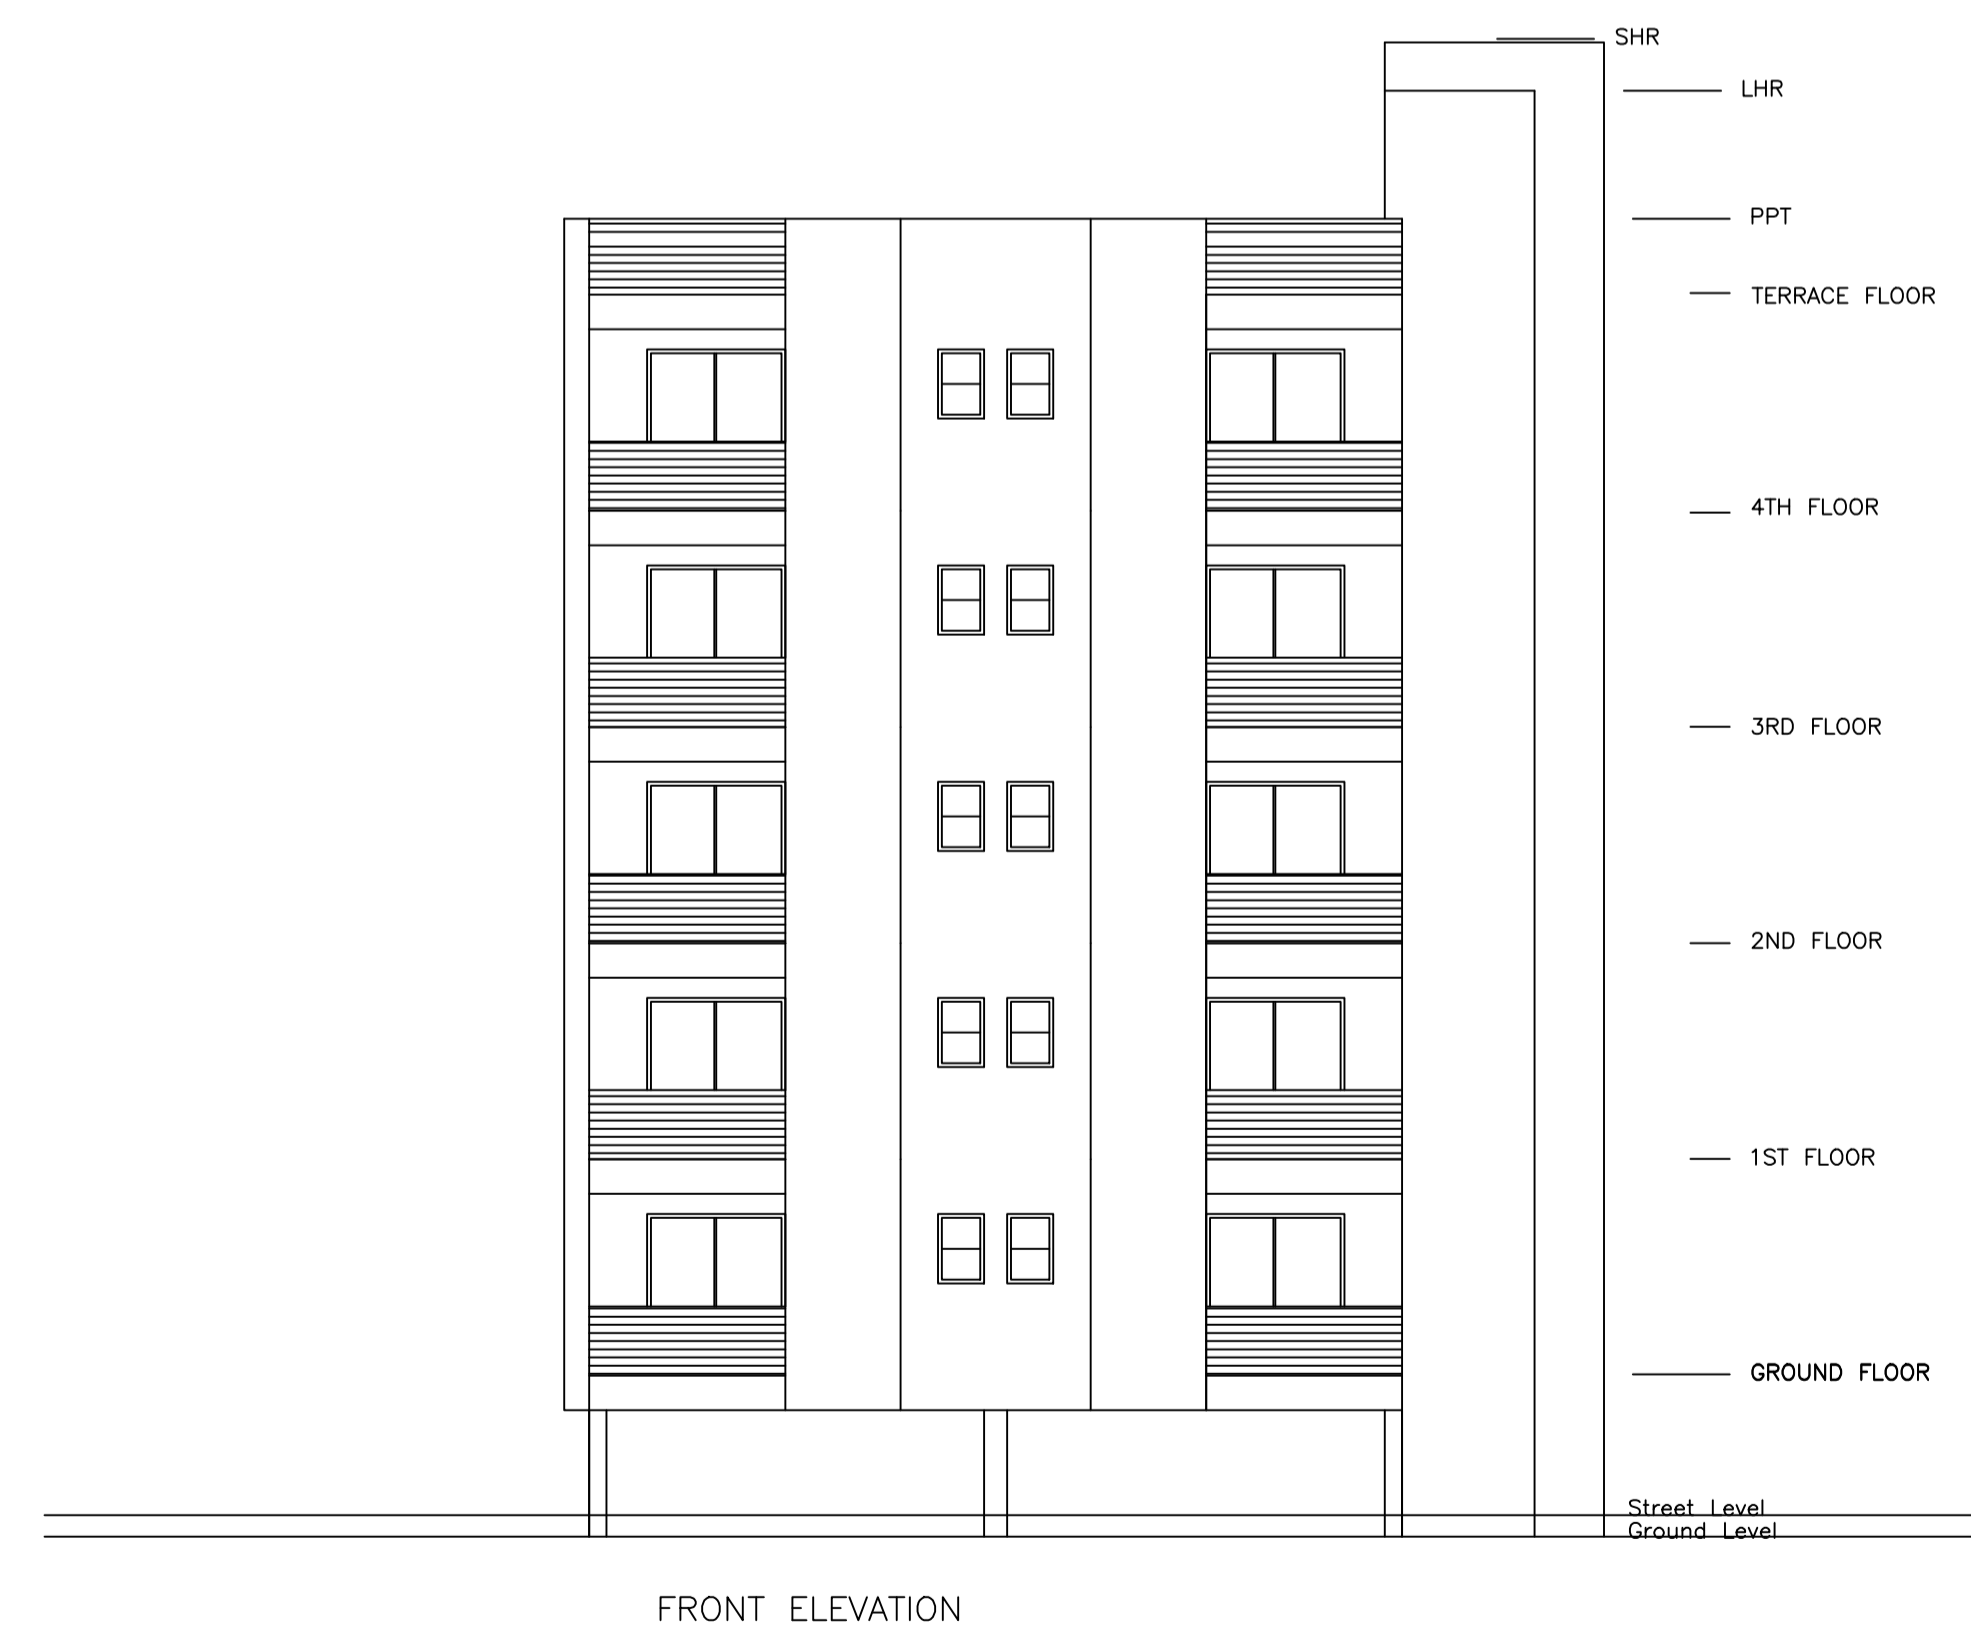 SHR
LHR
PPT
TERRACE FLOOR
4TH FLOOR
3RD FLOOR
2ND FLOOR
1ST FLOOR
GROUND FLOOR
Street Level
Ground Level
FRONT ELEVATION